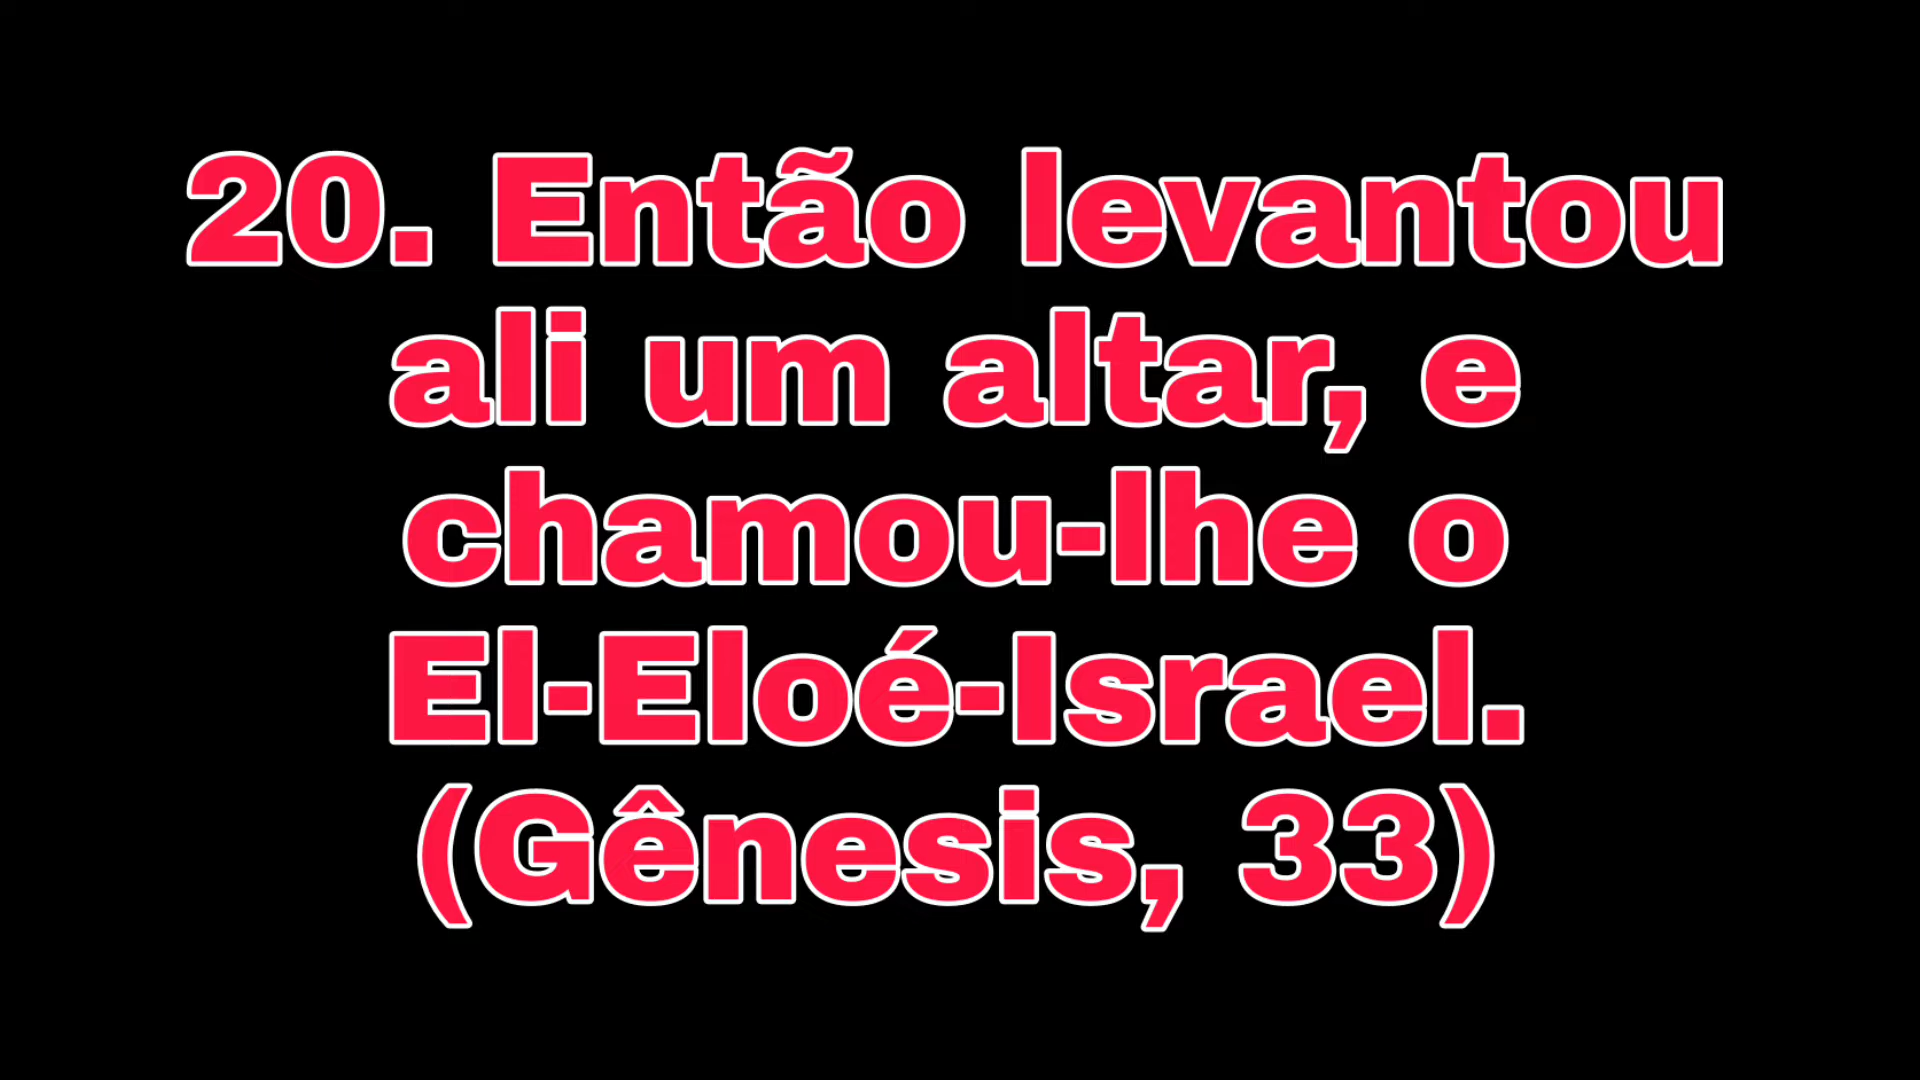 20. Então levantou
ali um altar, e
chamou-lhe o
El-Eloé-Israel.
(Gênesis, 33)